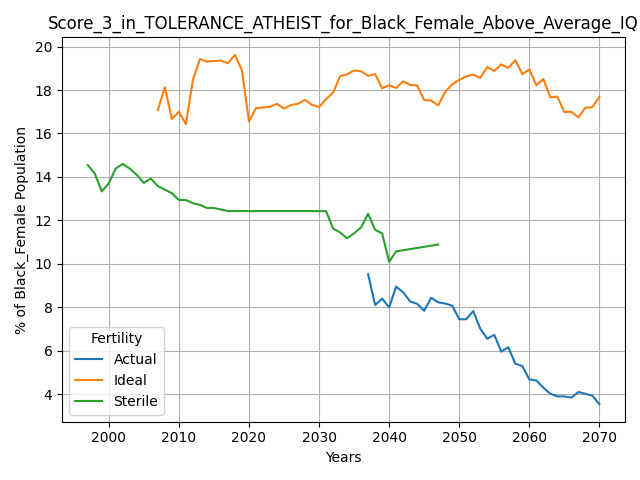 Score_3_in_TOLERANCE_ATHEIST_for_Black_Female_Above_Average_IQ
20
18
16
14
12
10
8
6
4
% of Black_Female Population
Fertility
Actual
Ideal
Sterile
2000 2010 2020 2030 2040 2050 2060 2070
Years